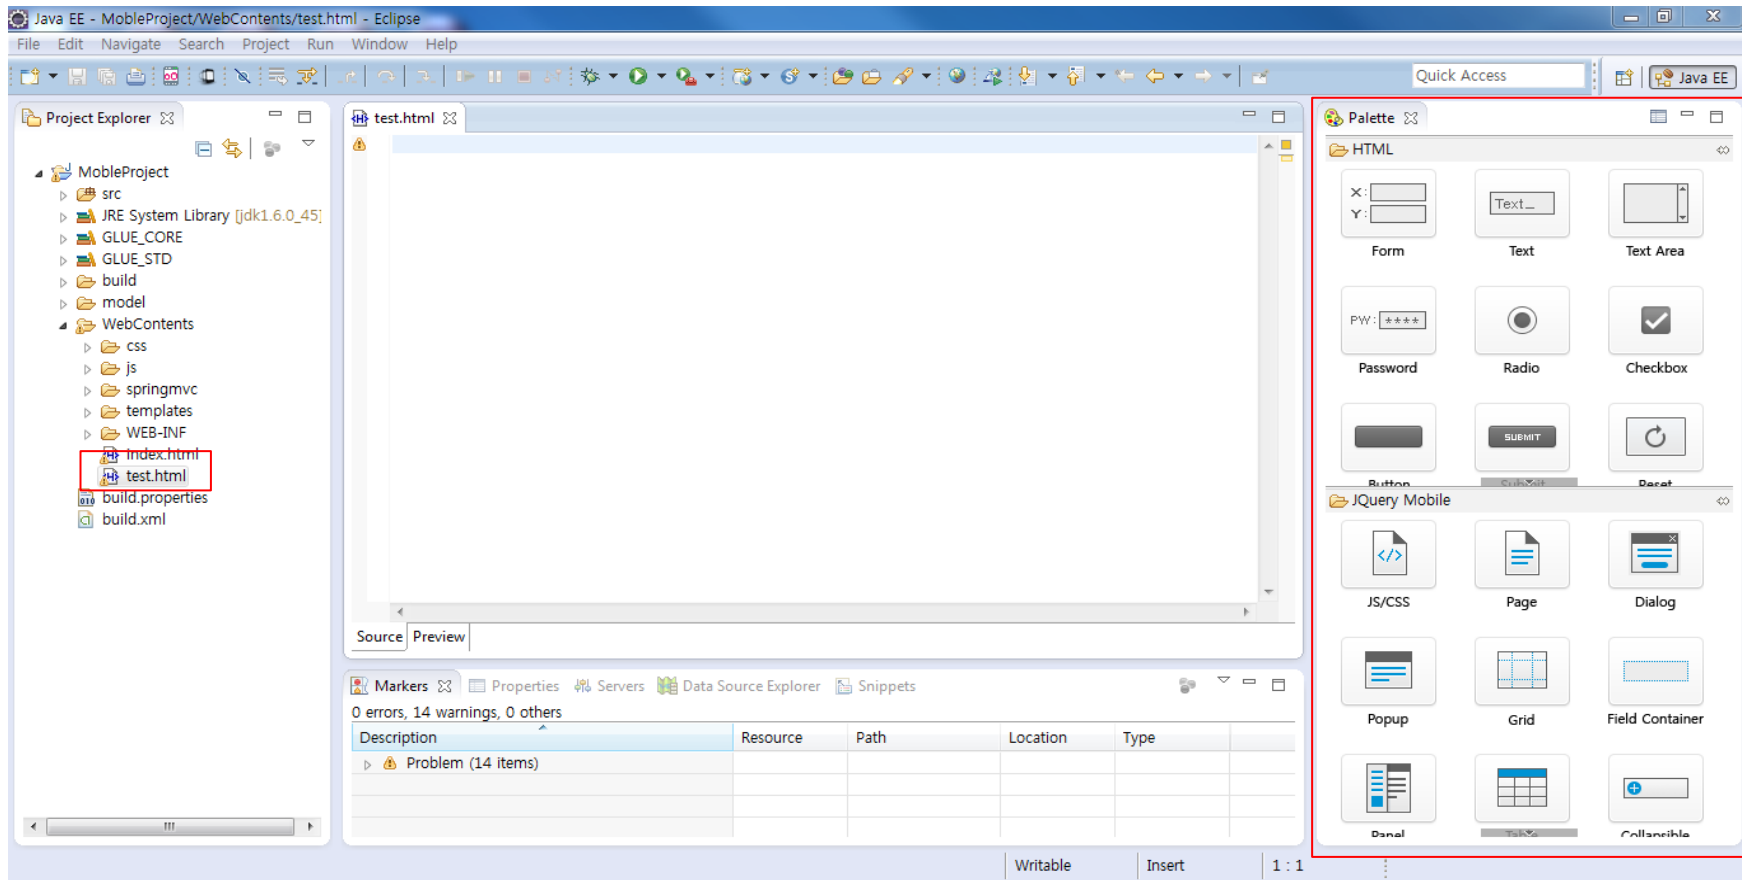 Java EE - MobleProject/WebContents/test.html - Eclipse
File Edit Navigate Search Project Run Window Help
Quick Access
Java EE
Project Explorer
MobleProject
src
JRE System Library [jdk1.6.0_45]
GLUE_CORE
GLUE_STD
build
model
WebContents
css
js
springmvc
templates
WEB-INF
index.html
test.html
build.properties
build.xml
test.html
Source Preview
Markers Properties Servers Data Source Explorer Snippets
0 errors, 14 warnings, 0 others
Description Resource Path Location Type
Problem (14 items)
Palette
HTML
X:
Y:
Text_
Form Text Text Area
PW: ****
Password Radio Checkbox
SUBMIT
Button Submit Reset
JQuery Mobile
</>
JS/CSS Page Dialog
Popup Grid Field Container
Panel Table Collapsible
Writable Insert 1 : 1